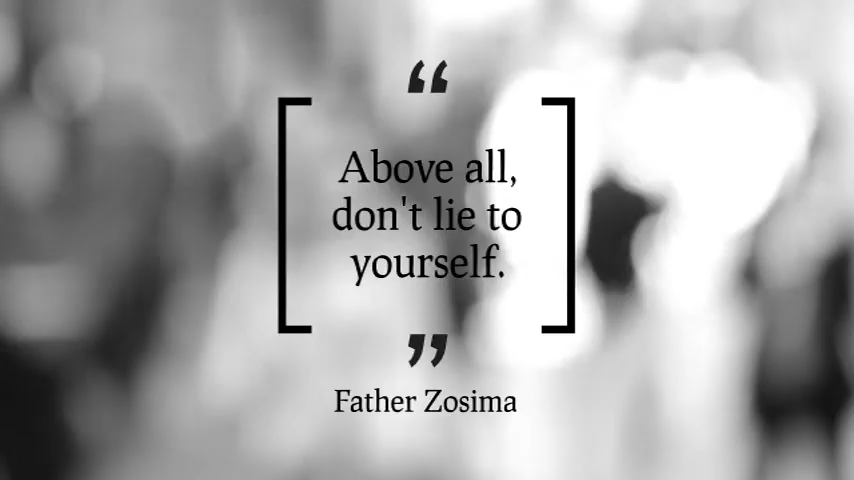 “
Above all,
don't lie to
yourself.
”
Father Zosima